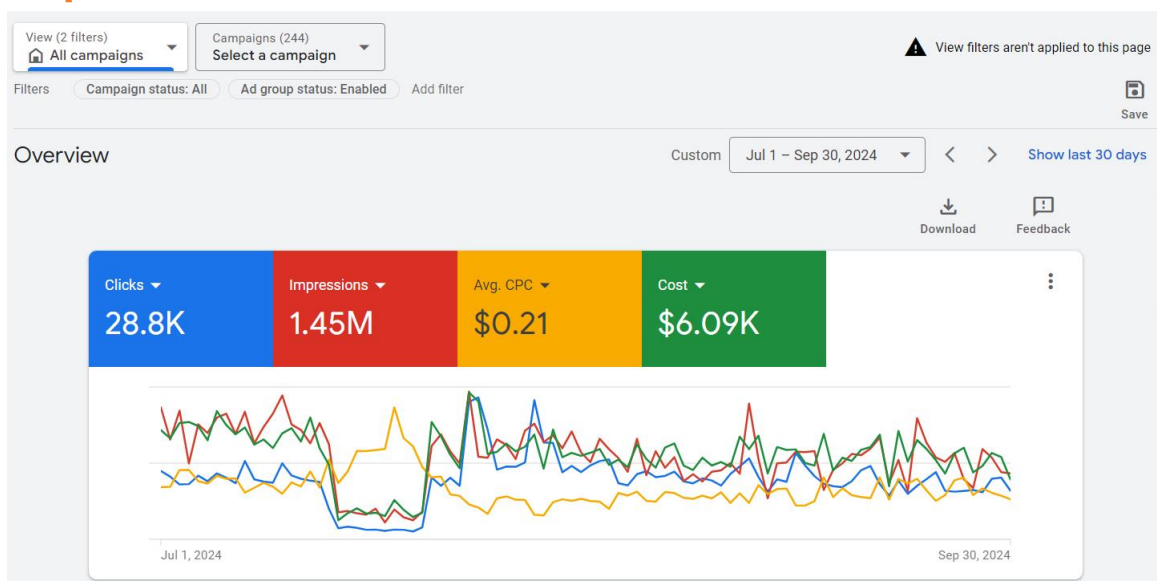 View (2 filters)
All campaigns
Campaigns (244)
Select a campaign
View filters aren't applied to this page
Filters
Campaign status: All
Ad group status: Enabled
Add filter
Save
Overview
Custom
Jul 1 – Sep 30, 2024
Show last 30 days
Download
Feedback
Clicks
Impressions
Avg. CPC
Cost
28.8K
1.45M
$0.21
$6.09K
Jul 1, 2024
Sep 30, 2024